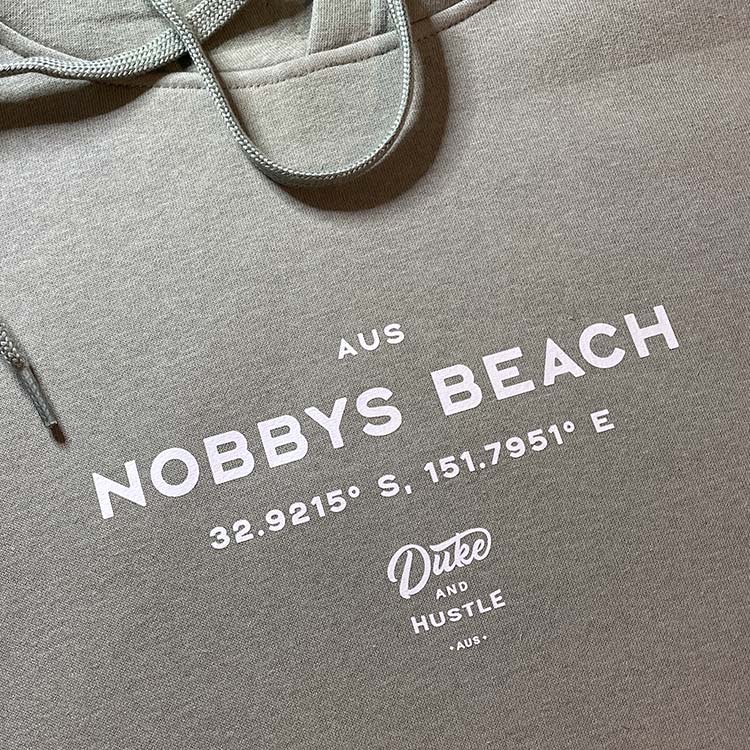 AUS
NOBBYS BEACH
32.9215° S, 151.7951° E
Duke
AND
HUSTLE
•AUS•